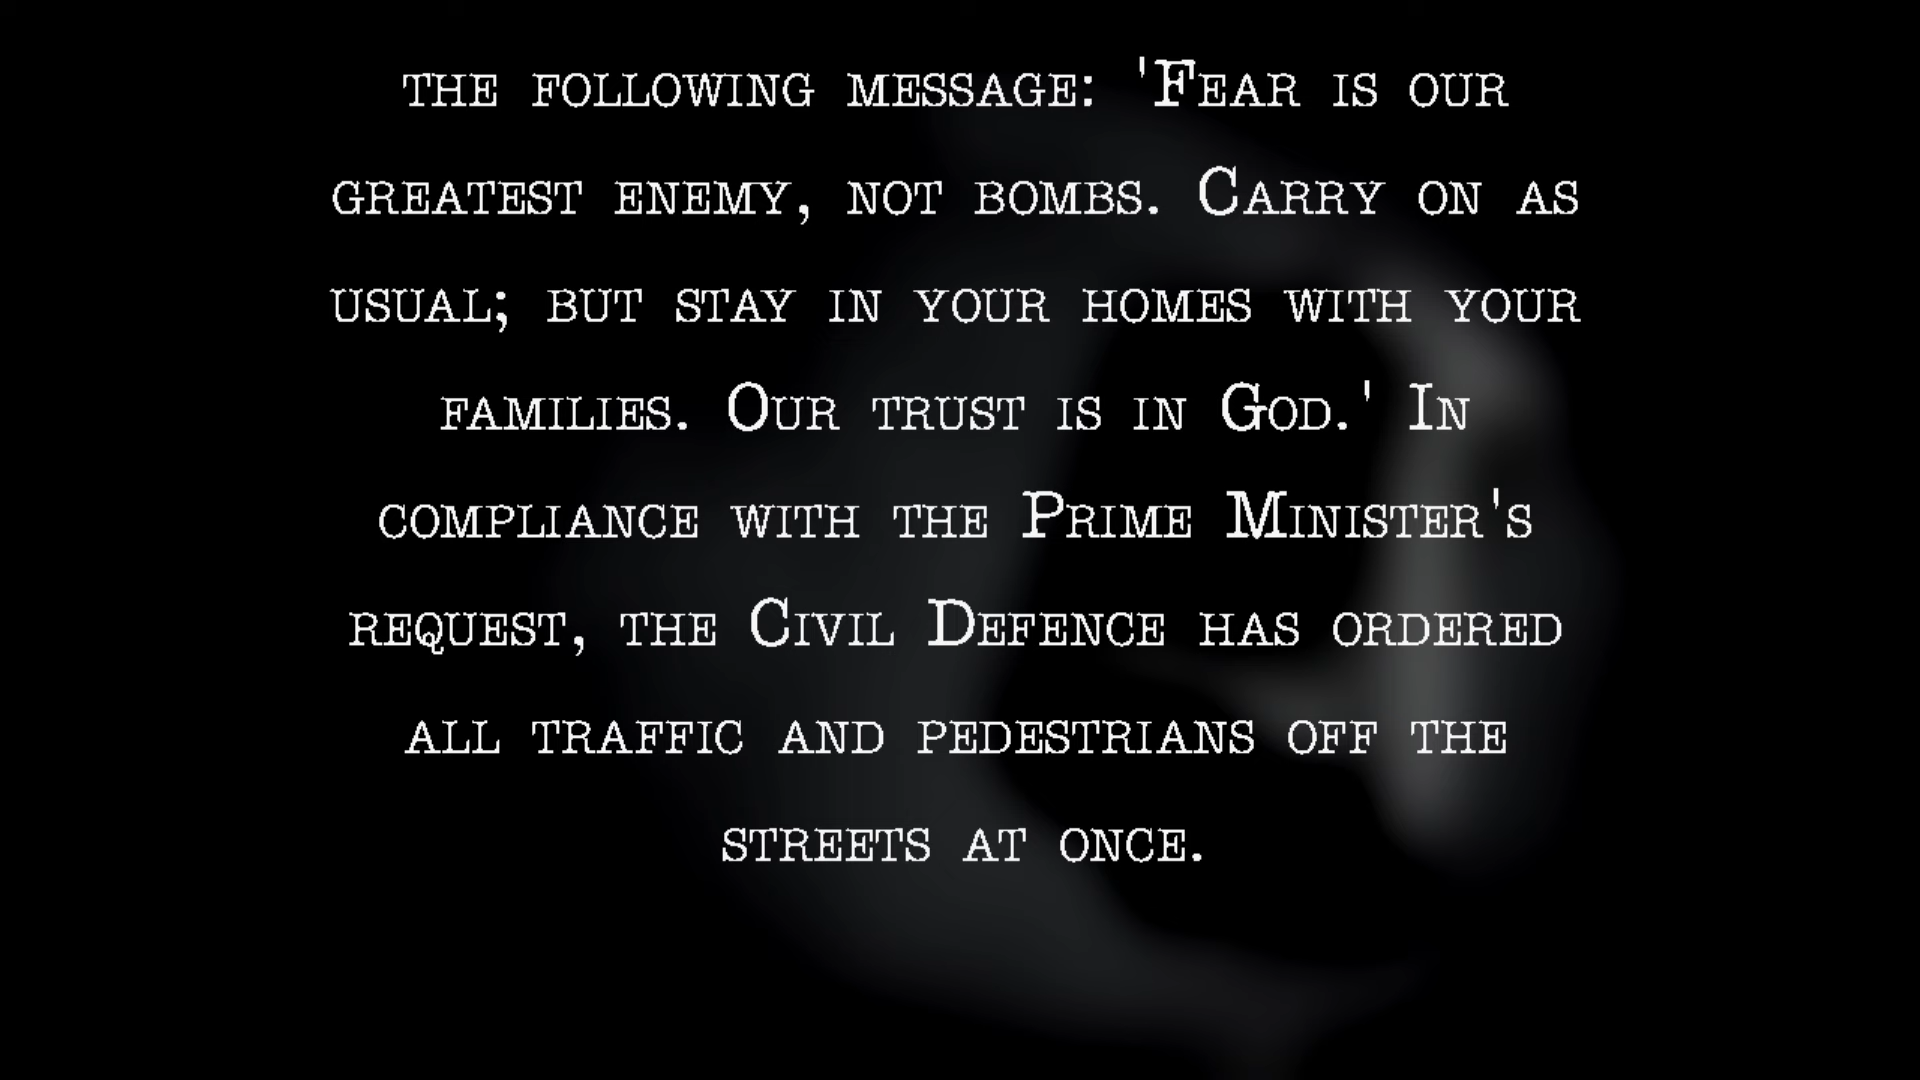 the following message: 'Fear is our
greatest enemy, not bombs. Carry on as
usual; but stay in your homes with your
families. Our trust is in God.' In
compliance with the Prime Minister's
request, the Civil Defence has ordered
all traffic and pedestrians off the
streets at once.